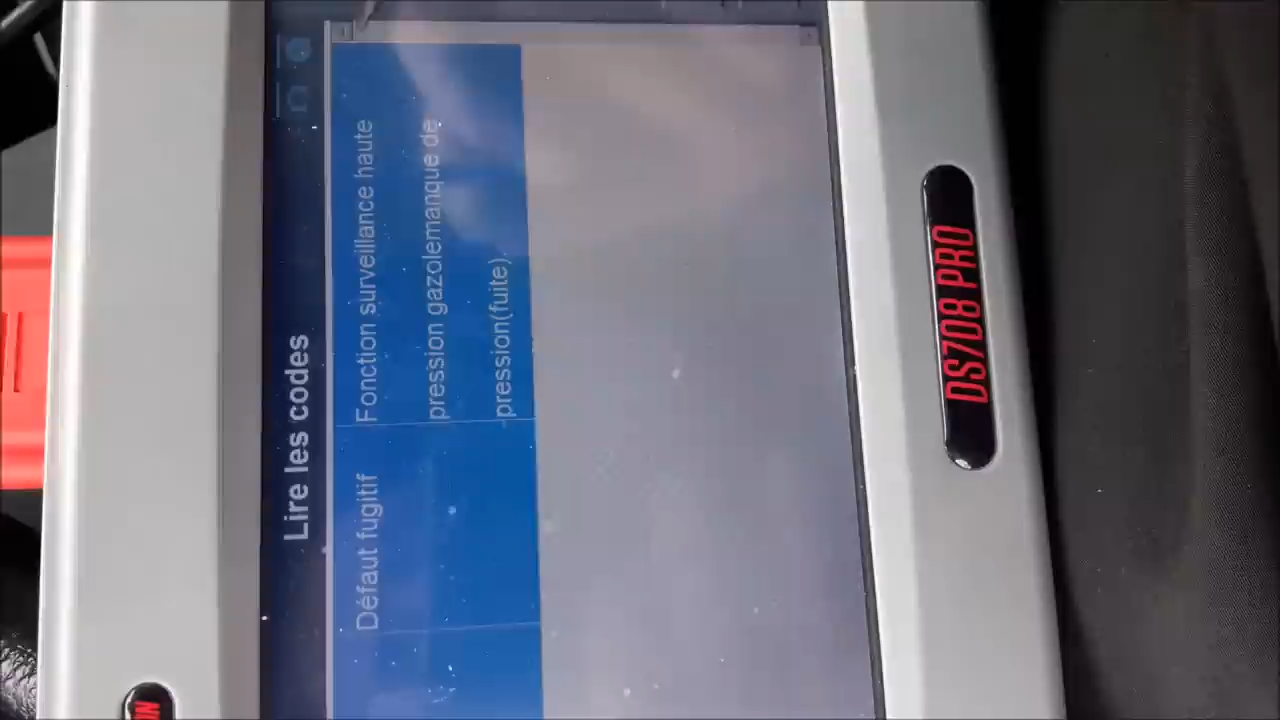 Lire les codes
Défaut fugitif
Fonction surveillance haute
pression gazolemanque de
pression(fuite).
DS708 PRO